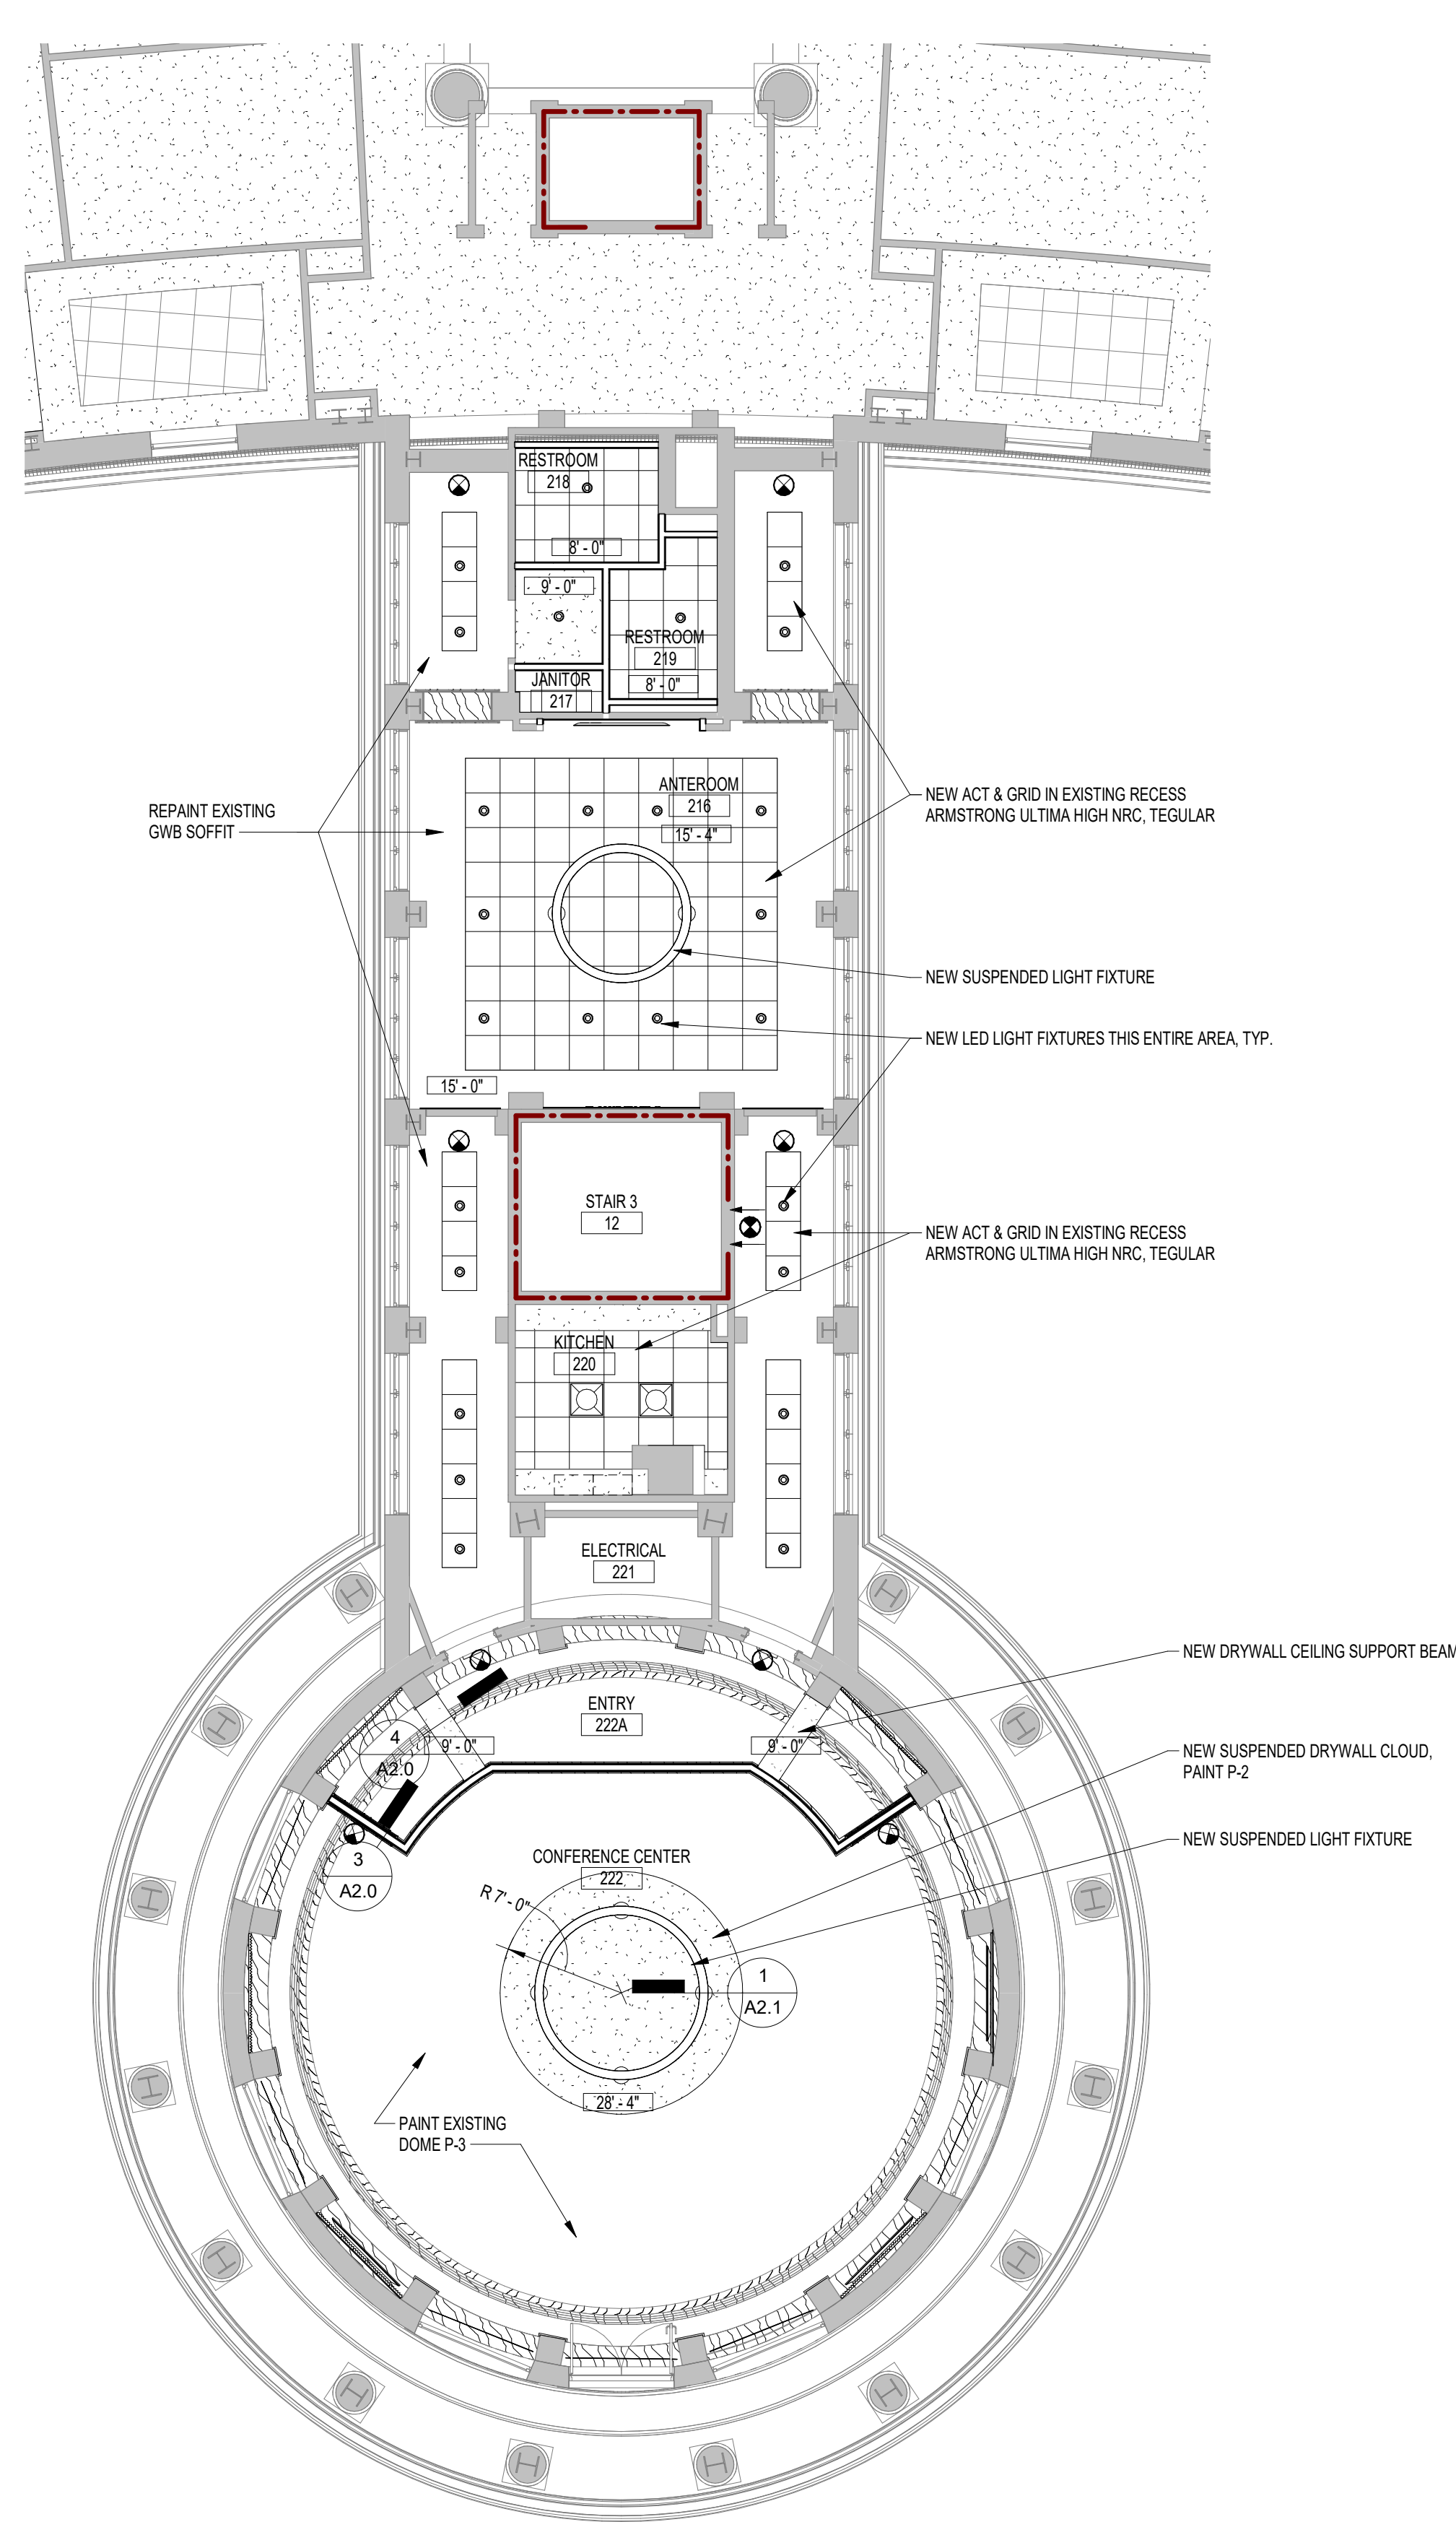 RESTROOM
218
8' - 0"
9' - 0"
RESTROOM
219
8' - 0"
JANITOR
217
ANTEROOM
216
15' - 4"
REPAINT EXISTING
GWB SOFFIT
NEW ACT & GRID IN EXISTING RECESS
ARMSTRONG ULTIMA HIGH NRC, TEGULAR
NEW SUSPENDED LIGHT FIXTURE
NEW LED LIGHT FIXTURES THIS ENTIRE AREA, TYP.
15' - 0"
STAIR 3
12
NEW ACT & GRID IN EXISTING RECESS
ARMSTRONG ULTIMA HIGH NRC, TEGULAR
KITCHEN
220
ELECTRICAL
221
NEW DRYWALL CEILING SUPPORT BEAM
ENTRY
222A
4
A2.0
9' - 0"
9' - 0"
NEW SUSPENDED DRYWALL CLOUD,
PAINT P-2
NEW SUSPENDED LIGHT FIXTURE
3
A2.0
CONFERENCE CENTER
222
R 7' - 0"
1
A2.1
28' - 4"
PAINT EXISTING
DOME P-3